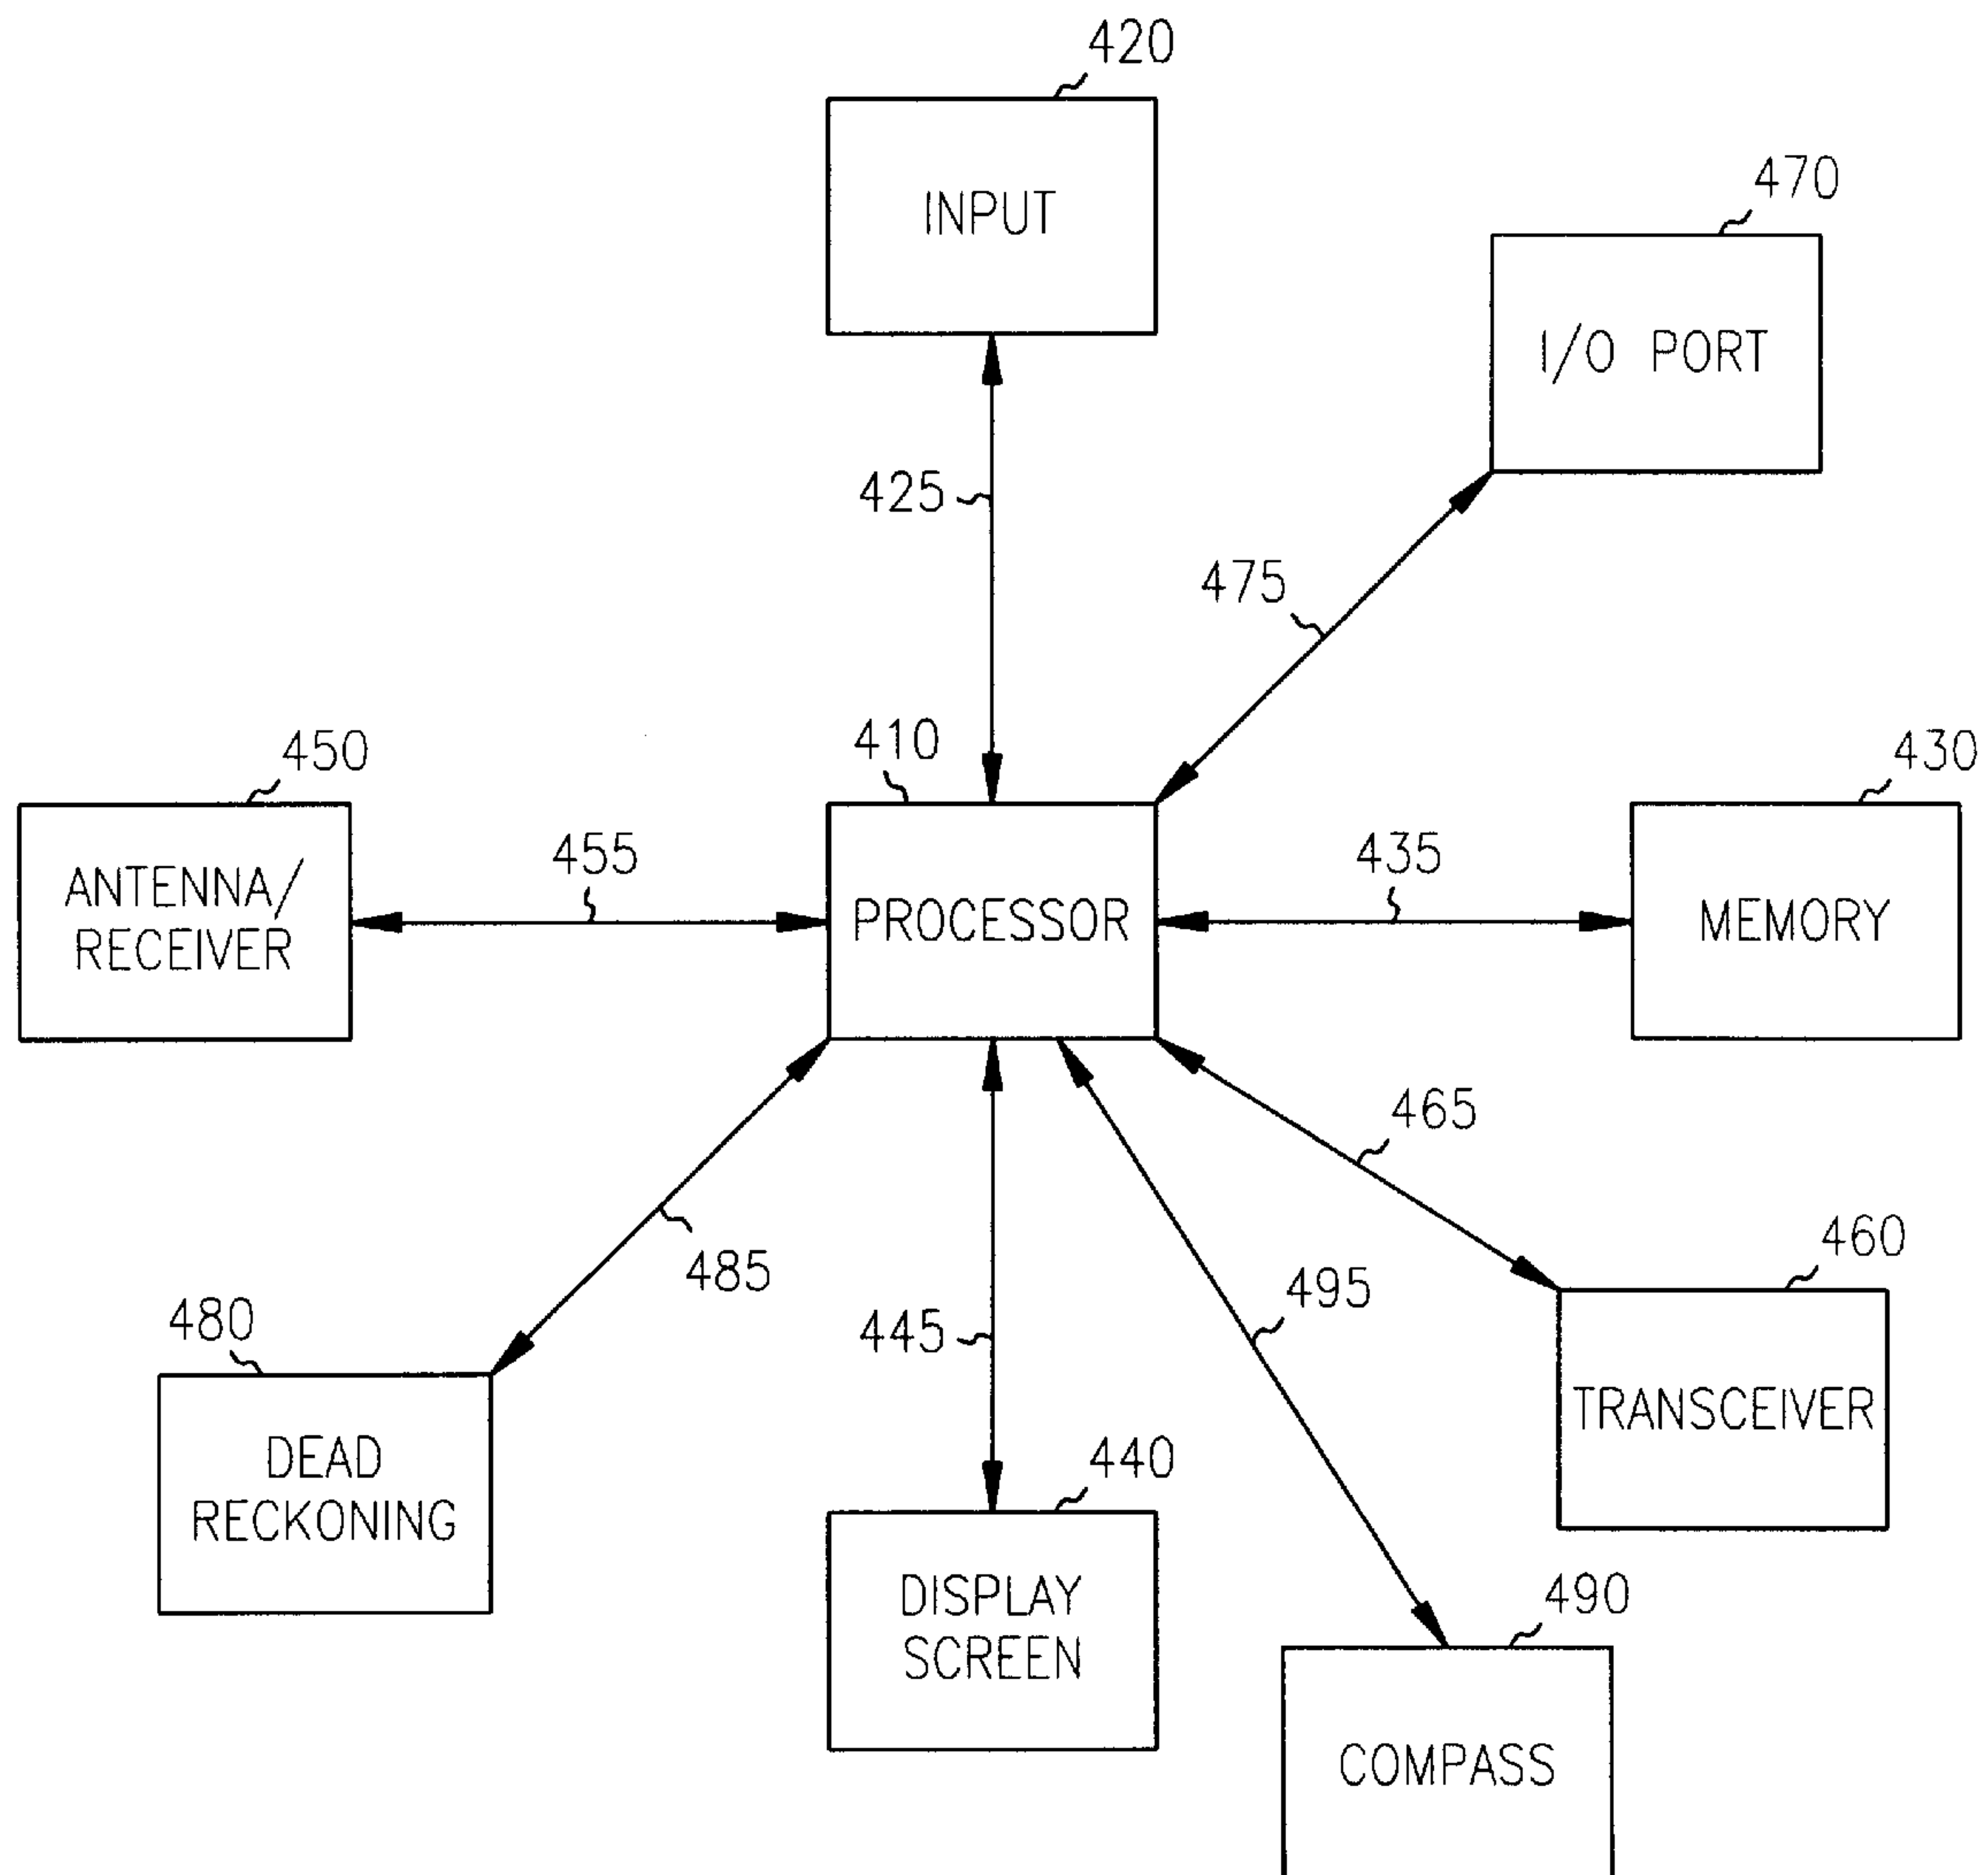 420
INPUT
470
I/O PORT
425
475
410
450
430
455
435
ANTENNA/
RECEIVER
PROCESSOR
MEMORY
465
460
485
495
480
445
TRANSCEIVER
DEAD
RECKONING
440
DISPLAY
SCREEN
490
COMPASS